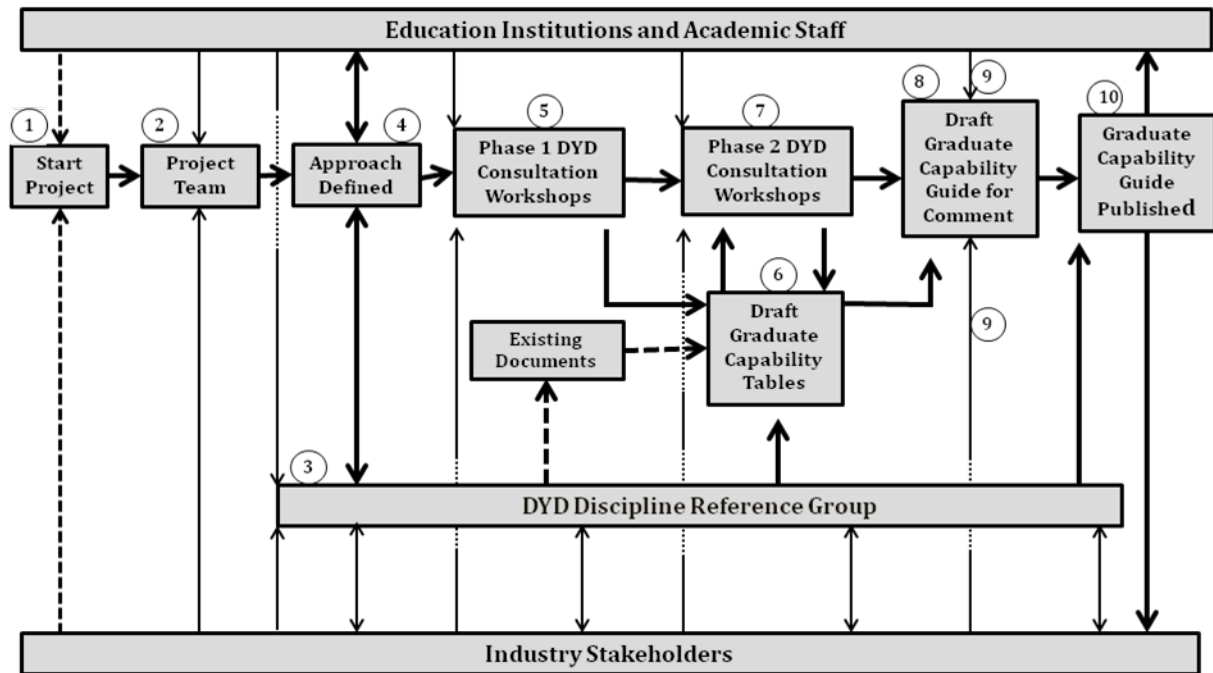 Education Institutions and Academic Staff
1
Start
Project
2
Project
Team
4
Approach
Defined
5
Phase 1 DYD
Consultation
Workshops
7
Phase 2 DYD
Consultation
Workshops
8
9
Draft
Graduate
Capability
Guide for
Comment
10
Graduate
Capability
Guide
Published
6
Draft
Graduate
Capability
Tables
9
Existing
Documents
3
DYD Discipline Reference Group
Industry Stakeholders